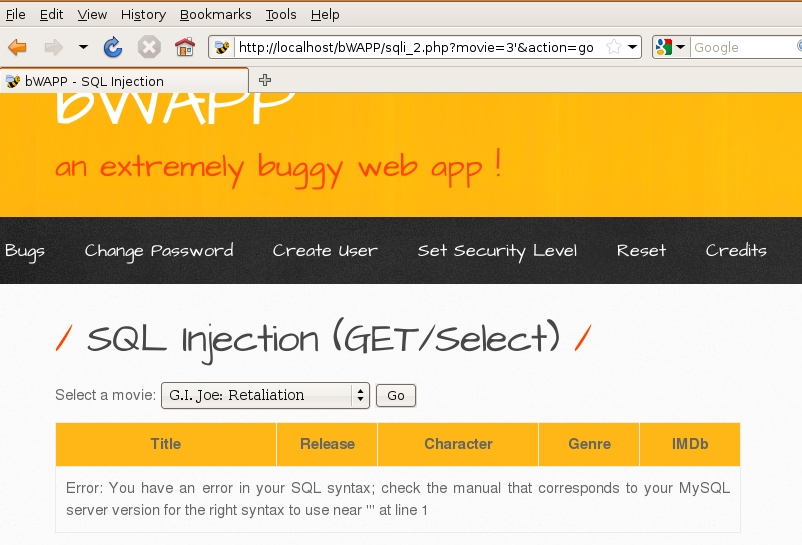 File Edit View History Bookmarks Tools Help
http://localhost/bWAPP/sqli_2.php?movie=3'&action=go
Google
bWAPP - SQL Injection
bWAPP
an extremely buggy web app !
Bugs Change Password Create User Set Security Level Reset Credits
/ SQL Injection (GET/Select) /
Select a movie: G.I. Joe: Retaliation Go
Title Release Character Genre IMDb
Error: You have an error in your SQL syntax; check the manual that corresponds to your MySQL
server version for the right syntax to use near ''' at line 1